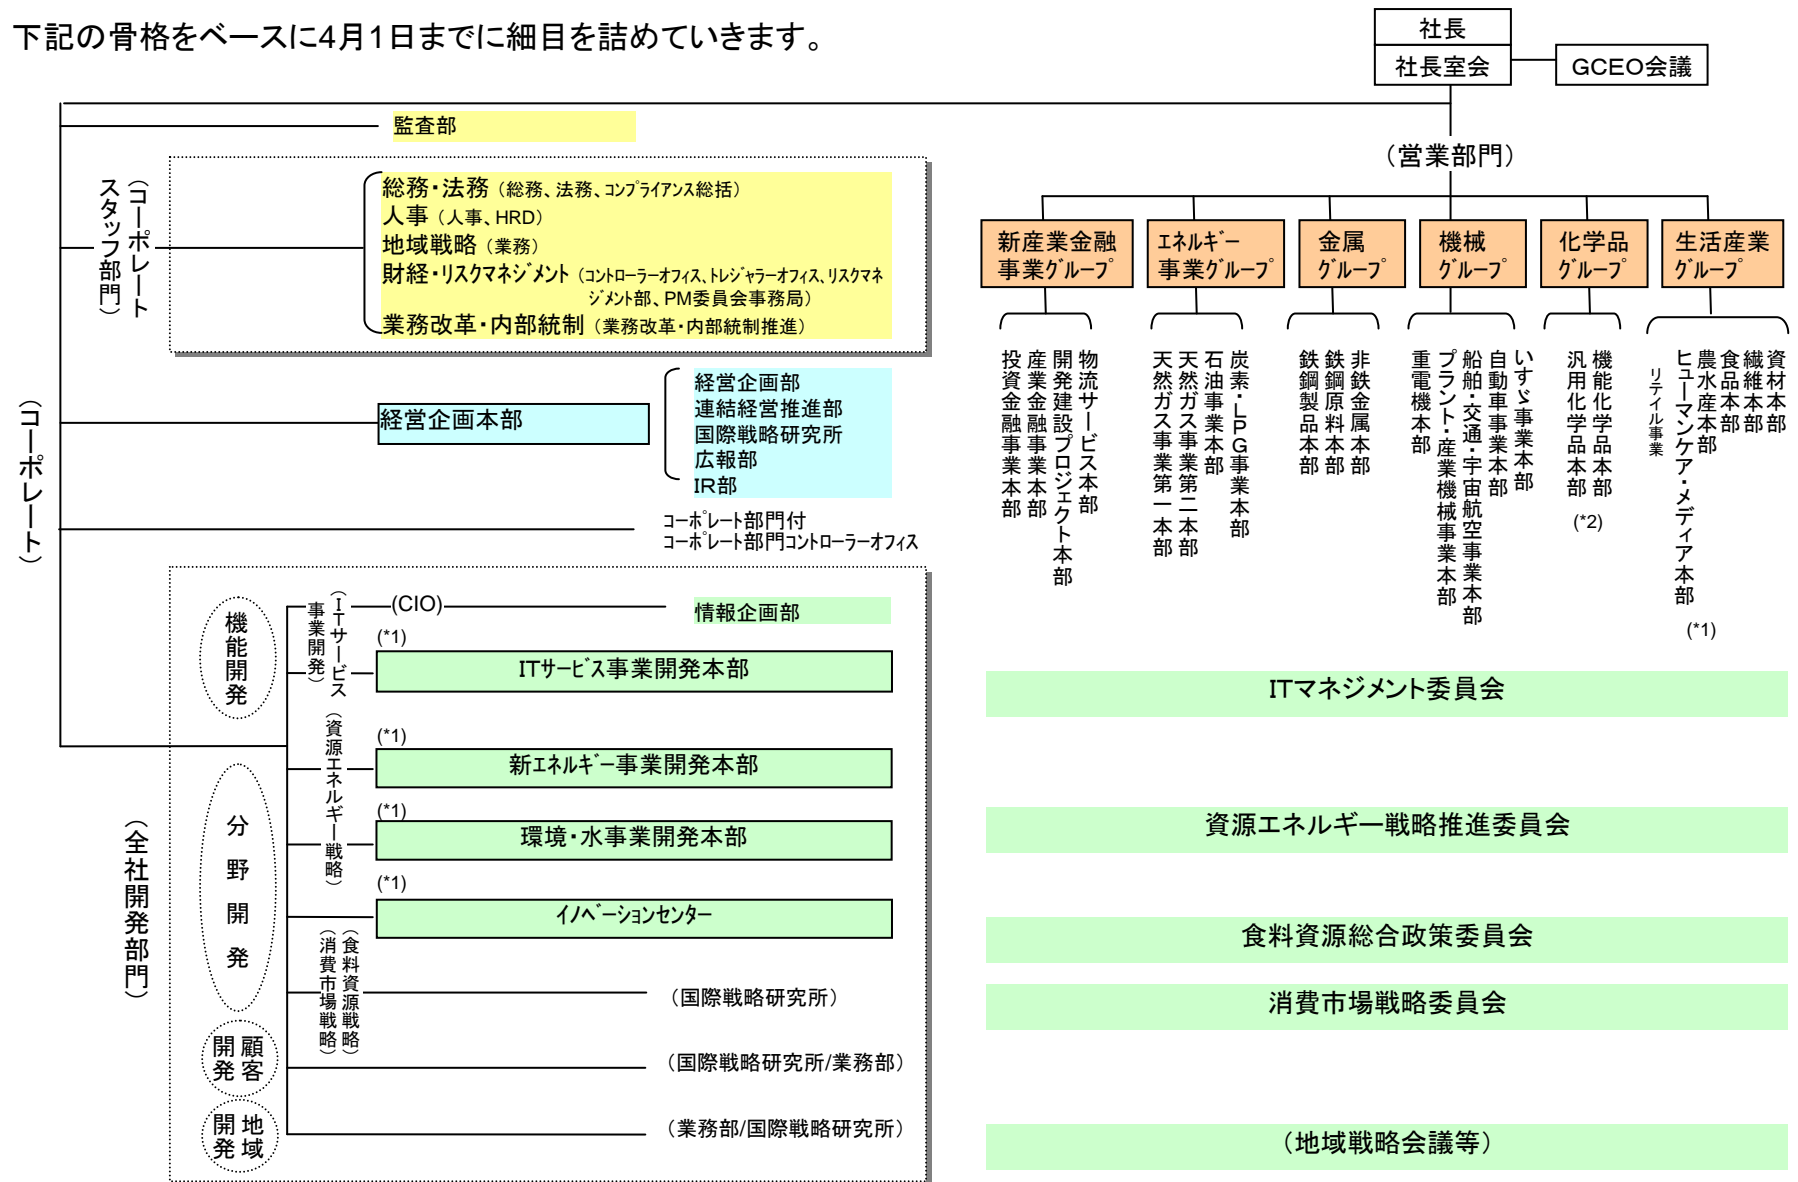 下記の骨格をベースに4月1日までに細目を詰めていきます。
社長
社長室会
GCEO会議
監査部
（コーポレート
スタッフ部門）
総務・法務（総務、法務、ｺﾝﾌﾟﾗｲｱﾝｽ総括）
人事（人事、HRD）
地域戦略（業務）
財経・リスクマネジメント（ｺﾝﾄﾛｰﾗｰｵﾌｨｽ、ﾄﾚｼﾞｬﾗｰｵﾌｨｽ、ﾘｽｸﾏﾈ
ｼﾞﾒﾝﾄ部、PM委員会事務局）
業務改革・内部統制（業務改革・内部統制推進）
（コーポレート）
経営企画本部
経営企画部
連結経営推進部
国際戦略研究所
広報部
IR部
ｺｰﾎﾟﾚｰﾄ部門付
ｺｰﾎﾟﾚｰﾄ部門ｺﾝﾄﾛｰﾗｰｵﾌｨｽ
（営業部門）
新産業金融
事業ｸﾞﾙｰﾌﾟ
ｴﾈﾙｷﾞｰ
事業ｸﾞﾙｰﾌﾟ
金属
ｸﾞﾙｰﾌﾟ
機械
ｸﾞﾙｰﾌﾟ
化学品
ｸﾞﾙｰﾌﾟ
生活産業
ｸﾞﾙｰﾌﾟ
物流サービス本部
開発建設プロジェクト本部
産業金融事業本部
投資金融事業本部
炭素・LPG事業本部
石油事業本部
天然ガス事業第二本部
天然ガス事業第一本部
非鉄金属本部
鉄鋼原料本部
鉄鋼製品本部
いすゞ事業本部
自動車事業本部
船舶・交通・宇宙航空事業本部
プラント・産業機械事業本部
重電機本部
機能化学品本部
汎用化学品本部
(*2)
資材本部
繊維本部
食品本部
農水産本部
ヒューマンケア・メディア本部
リテイル事業
(*1)
（全社開発部門）
機能開発
（ITサービス
事業開発）
(CIO)
情報企画部
(*1)
ITｻｰﾋﾞｽ事業開発本部
ITマネジメント委員会
分野開発
（資源エネルギー戦略）
(*1)
新ｴﾈﾙｷﾞｰ事業開発本部
(*1)
環境・水事業開発本部
資源エネルギー戦略推進委員会
(*1)
ｲﾉﾍﾞｰｼｮﾝｾﾝﾀｰ
食料資源総合政策委員会
（食料資源戦略）
（消費市場戦略）
（国際戦略研究所）
消費市場戦略委員会
顧客
開発
（国際戦略研究所/業務部）
地域
開発
（業務部/国際戦略研究所）
（地域戦略会議等）